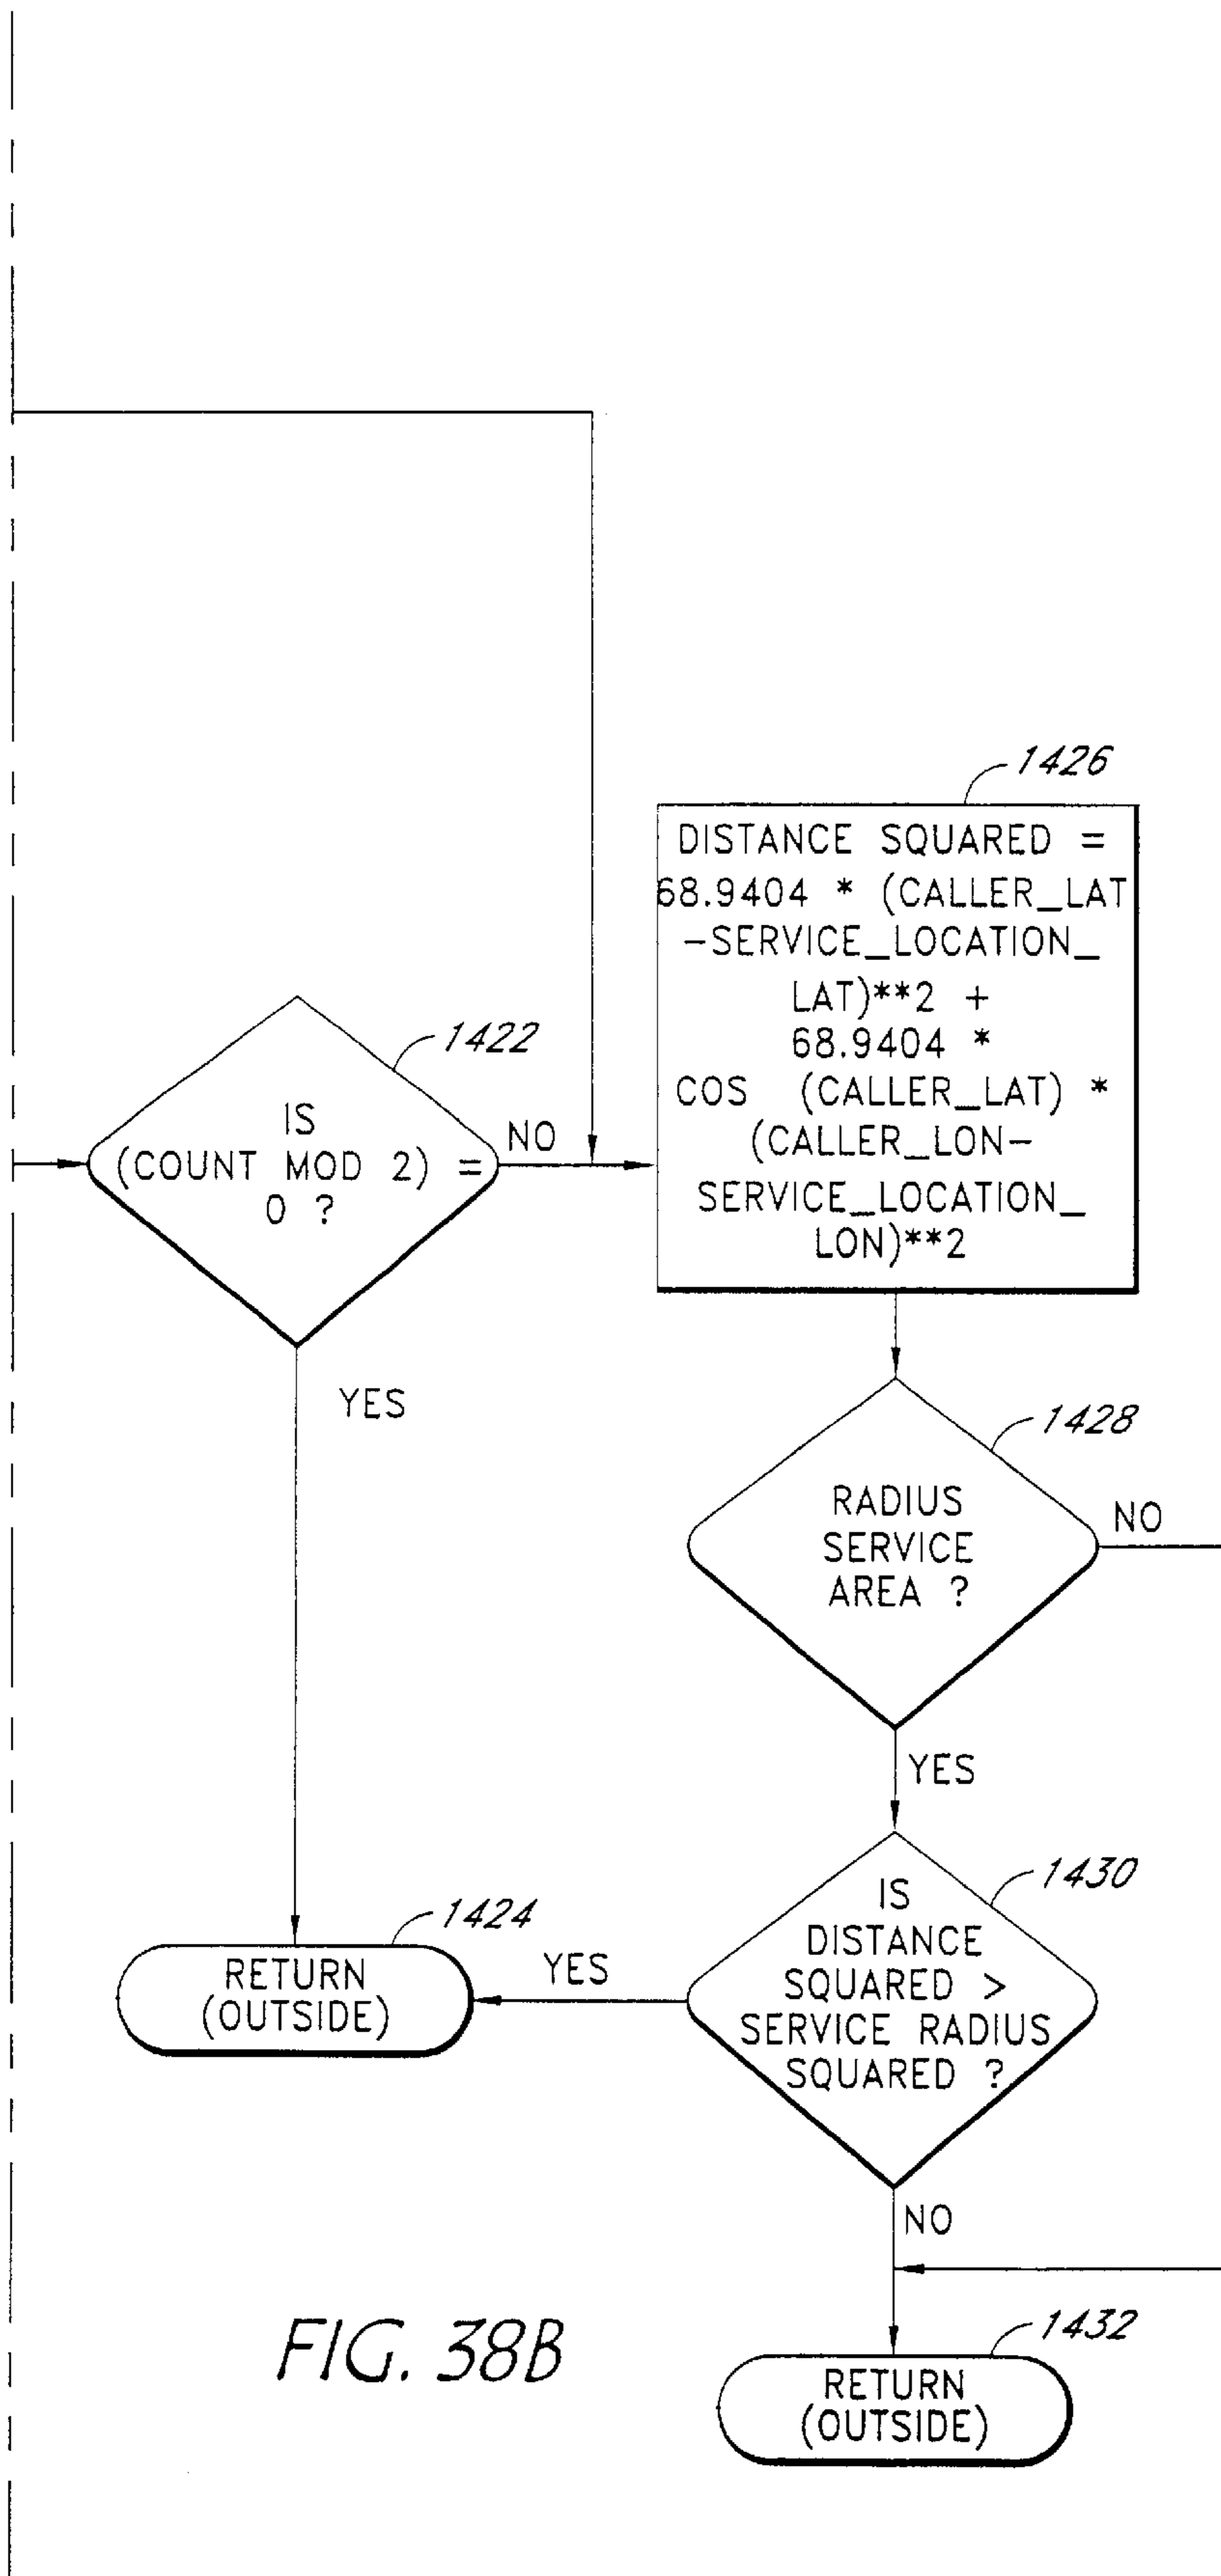 1426
DISTANCE SQUARED =
68.9404 * (CALLER_LAT
-SERVICE_LOCATION_
LAT)**2 +
68.9404 *
COS (CALLER_LAT) *
(CALLER_LON-
SERVICE_LOCATION_
LON)**2
1422
IS
(COUNT MOD 2) =
0 ?
NO
YES
1428
RADIUS
SERVICE
AREA ?
NO
YES
1430
IS
DISTANCE
SQUARED >
SERVICE RADIUS
SQUARED ?
YES
1424
RETURN
(OUTSIDE)
NO
1432
RETURN
(OUTSIDE)
FIG. 38B